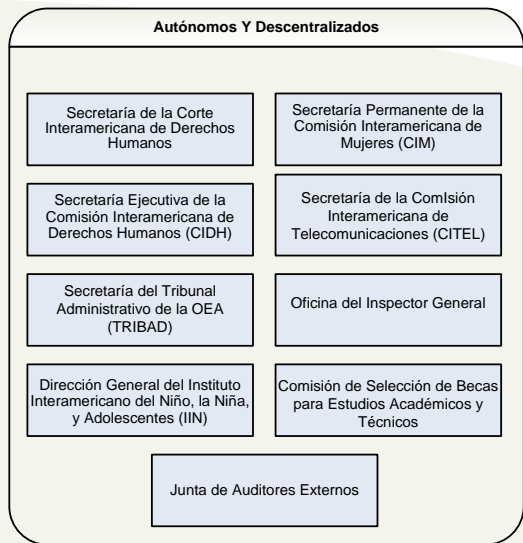 Autónomos Y Descentralizados
Secretaría de la Corte
Interamericana de Derechos
Humanos
Secretaría Permanente de la
Comisión Interamericana de
Mujeres (CIM)
Secretaría Ejecutiva de la
Comisión Interamericana de
Derechos Humanos (CIDH)
Secretaría de la ComIsión
Interamericana de
Telecomunicaciones (CITEL)
Secretaría del Tribunal
Administrativo de la OEA
(TRIBAD)
Oficina del Inspector General
Dirección General del Instituto
Interamericano del Niño, la Niña,
y Adolescentes (IIN)
Comisión de Selección de Becas
para Estudios Académicos y
Técnicos
Junta de Auditores Externos